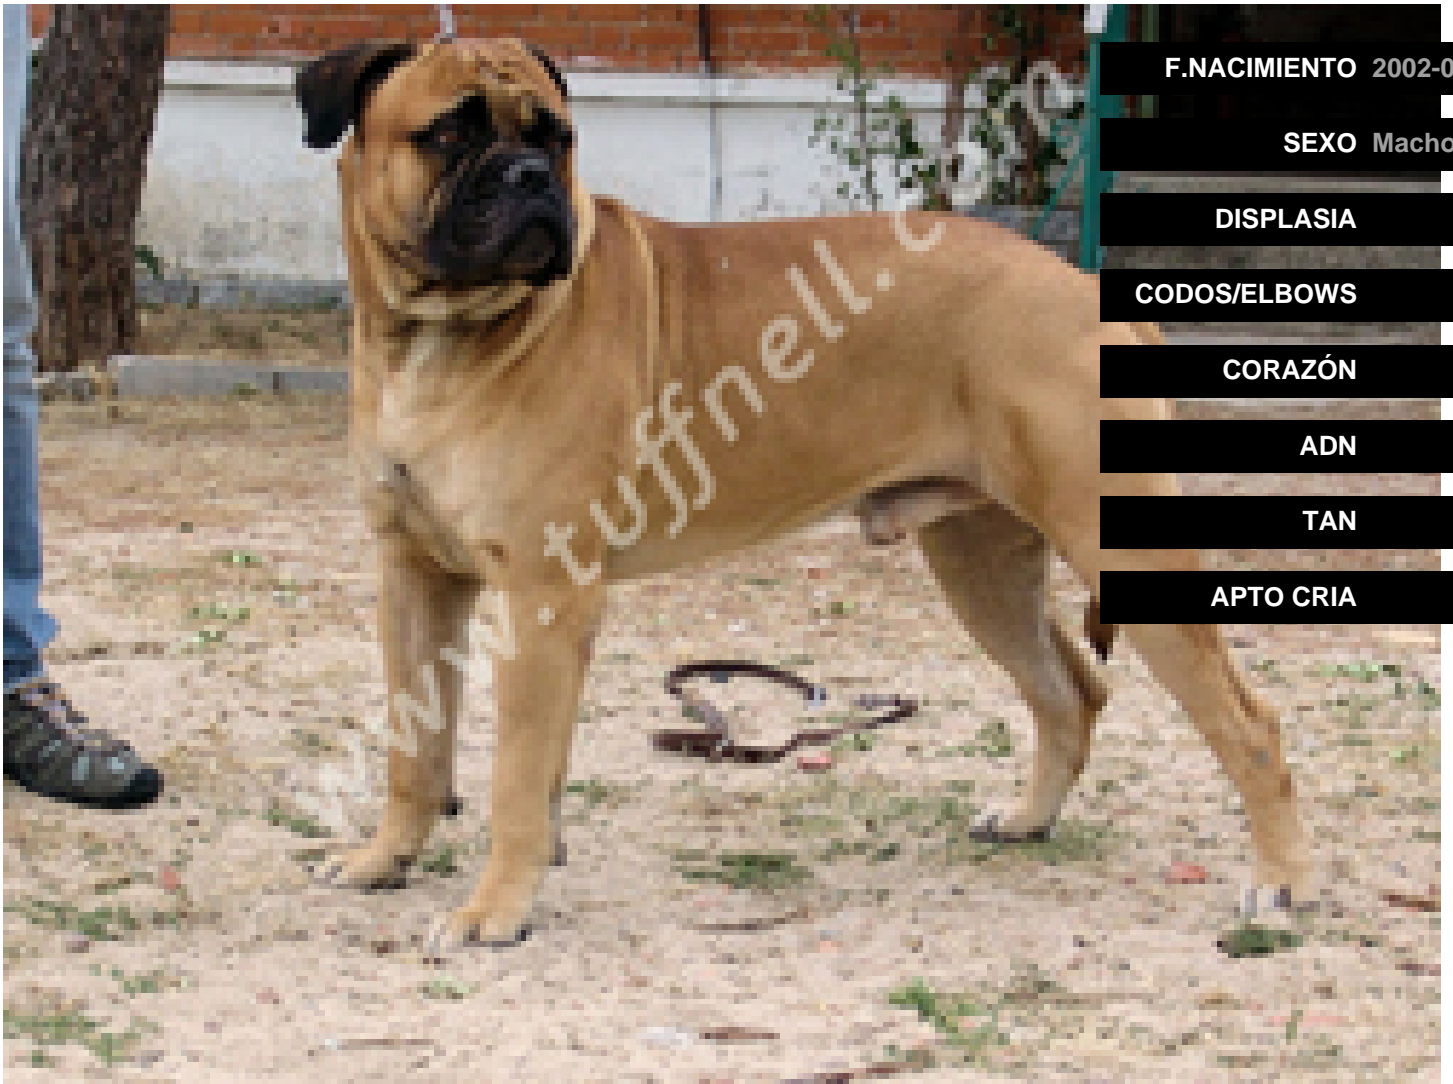 F.NACIMIENTO 2002-0
SEXO Macho
DISPLASIA
CODOS/ELBOWS
CORAZÓN
ADN
TAN
APTO CRIA
www.tuffnell.com